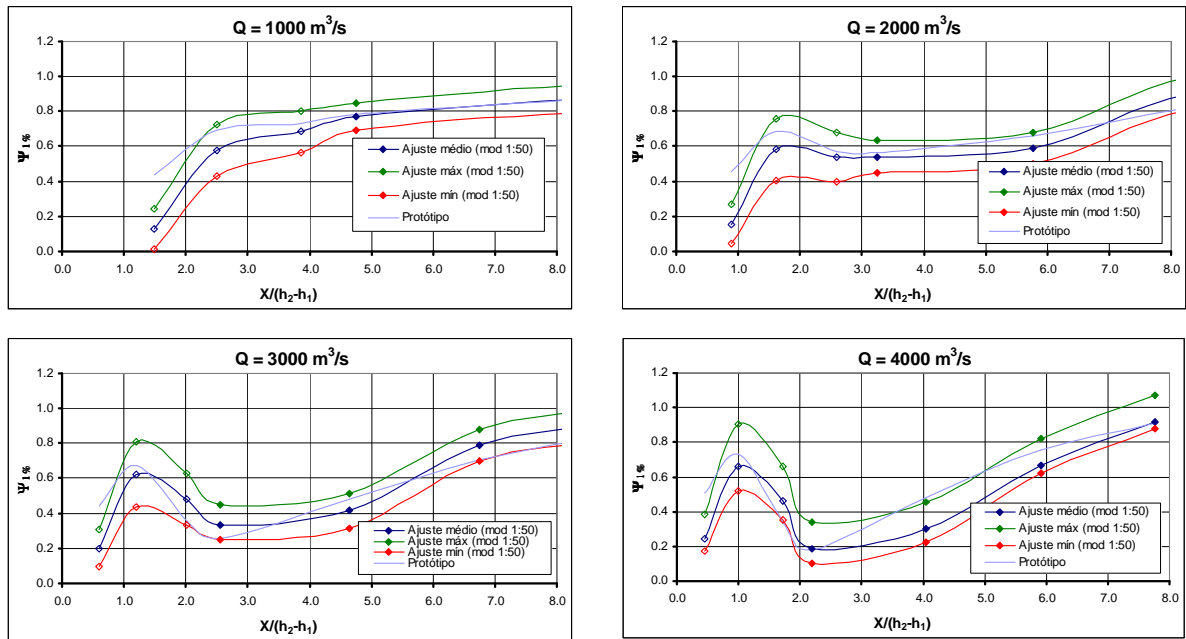 Q = 1000 m³/s
1.2
1.0
0.8
0.6
0.4
0.2
0.0
Ψ1%
Ajuste médio (mod 1:50)
Ajuste máx (mod 1:50)
Ajuste mín (mod 1:50)
Protótipo
0.0 1.0 2.0 3.0 4.0 5.0 6.0 7.0 8.0
X/(h₂-h₁)
Q = 2000 m³/s
1.2
1.0
0.8
0.6
0.4
0.2
0.0
Ψ1%
Ajuste médio (mod 1:50)
Ajuste máx (mod 1:50)
Ajuste mín (mod 1:50)
Protótipo
0.0 1.0 2.0 3.0 4.0 5.0 6.0 7.0 8.0
X/(h₂-h₁)
Q = 3000 m³/s
1.2
1.0
0.8
0.6
0.4
0.2
0.0
Ψ1%
Ajuste médio (mod 1:50)
Ajuste máx (mod 1:50)
Ajuste mín (mod 1:50)
Protótipo
0.0 1.0 2.0 3.0 4.0 5.0 6.0 7.0 8.0
X/(h₂-h₁)
Q = 4000 m³/s
1.2
1.0
0.8
0.6
0.4
0.2
0.0
Ψ1%
Ajuste médio (mod 1:50)
Ajuste máx (mod 1:50)
Ajuste mín (mod 1:50)
Protótipo
0.0 1.0 2.0 3.0 4.0 5.0 6.0 7.0 8.0
X/(h₂-h₁)